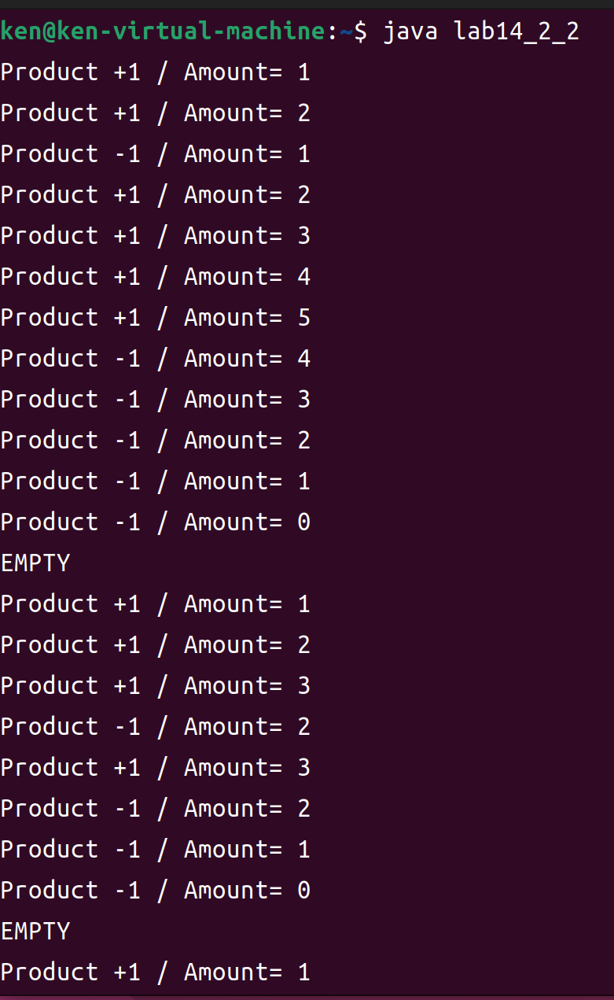 ken@ken-virtual-machine:~$ java lab14_2_2
Product +1 / Amount= 1
Product +1 / Amount= 2
Product -1 / Amount= 1
Product +1 / Amount= 2
Product +1 / Amount= 3
Product +1 / Amount= 4
Product +1 / Amount= 5
Product -1 / Amount= 4
Product -1 / Amount= 3
Product -1 / Amount= 2
Product -1 / Amount= 1
Product -1 / Amount= 0
EMPTY
Product +1 / Amount= 1
Product +1 / Amount= 2
Product +1 / Amount= 3
Product -1 / Amount= 2
Product +1 / Amount= 3
Product -1 / Amount= 2
Product -1 / Amount= 1
Product -1 / Amount= 0
EMPTY
Product +1 / Amount= 1